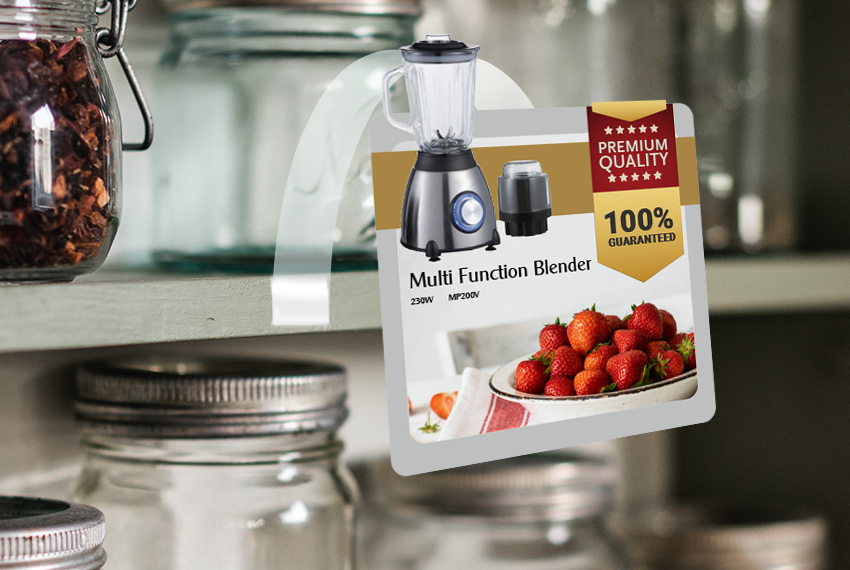 PREMIUM
QUALITY
100%
GUARANTEED
Multi Function Blender
230W MP200V